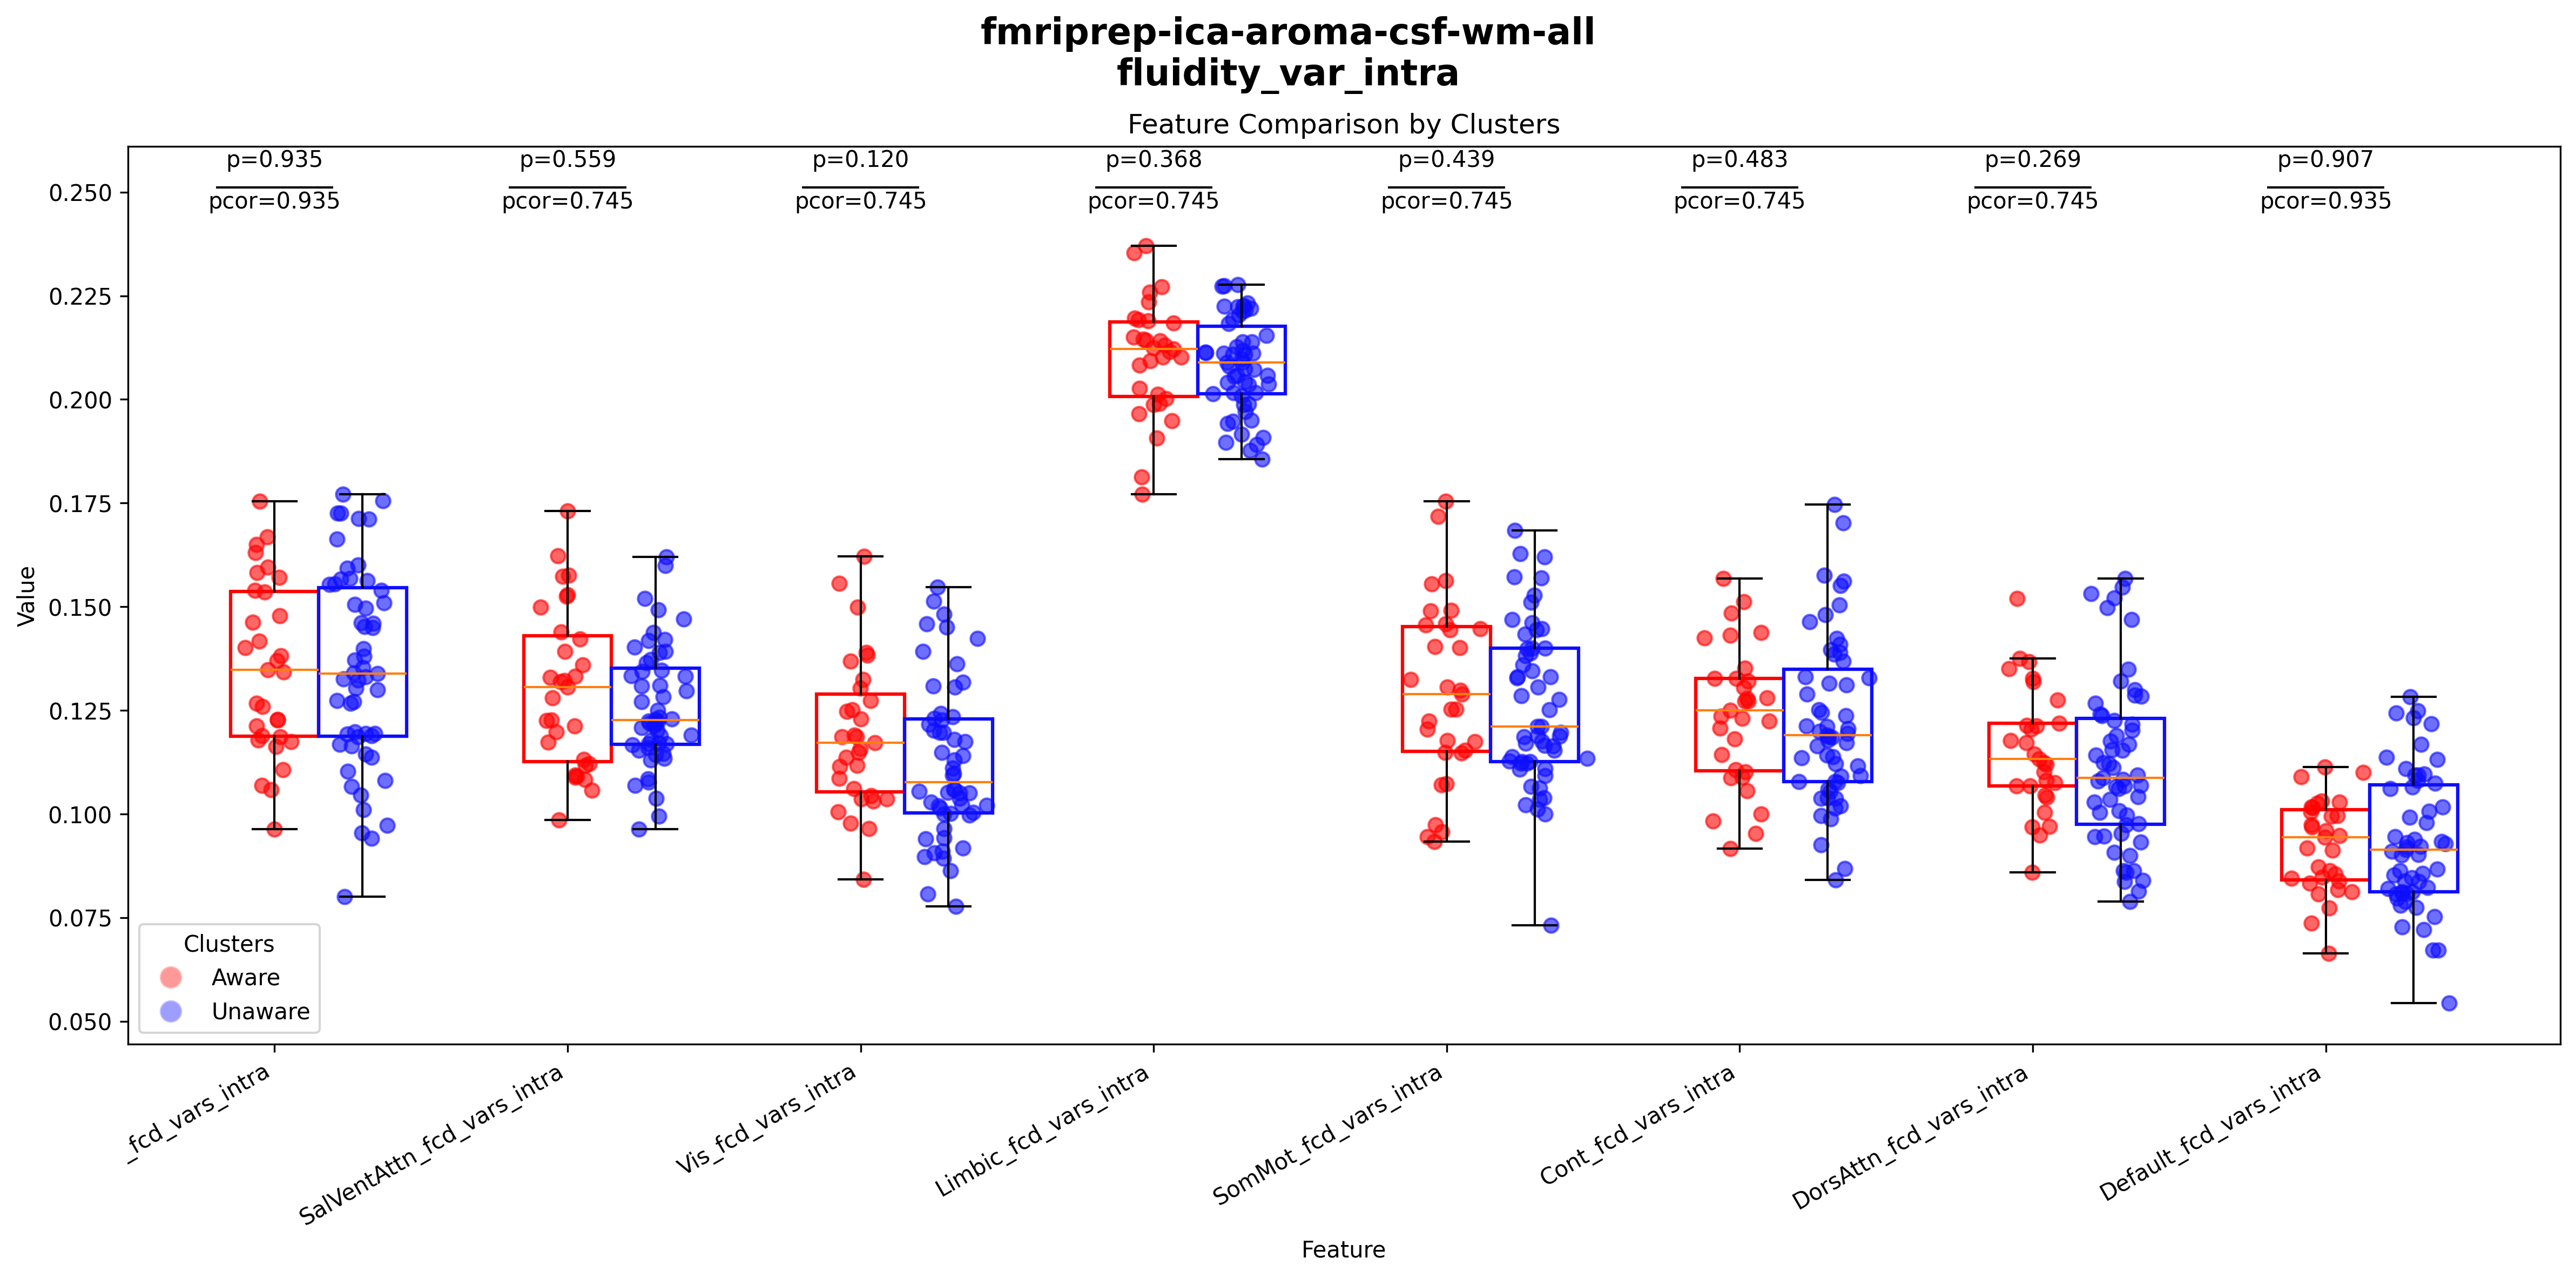 fmriprep-ica-aroma-csf-wm-all
fluidity_var_intra
Feature Comparison by Clusters
p=0.935
pcor=0.935
p=0.559
pcor=0.745
p=0.120
pcor=0.745
p=0.368
pcor=0.745
p=0.439
pcor=0.745
p=0.483
pcor=0.745
p=0.269
pcor=0.745
p=0.907
pcor=0.935
Value
0.250
0.225
0.200
0.175
0.150
0.125
0.100
0.075
0.050
Clusters
Aware
Unaware
_fcd_vars_intra
SalVentAttn_fcd_vars_intra
Vis_fcd_vars_intra
Limbic_fcd_vars_intra
SomMot_fcd_vars_intra
Cont_fcd_vars_intra
DorsAttn_fcd_vars_intra
Default_fcd_vars_intra
Feature